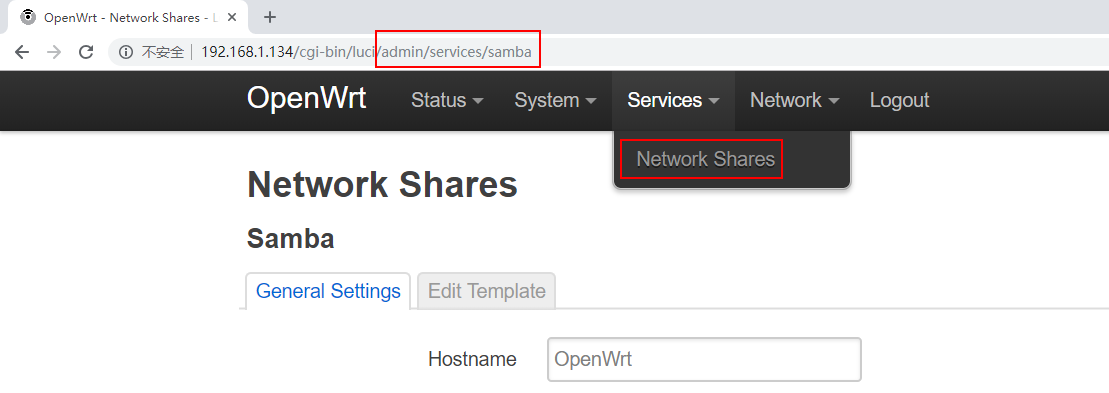 OpenWrt - Network Shares - L
不安全 192.168.1.134/cgi-bin/luci/admin/services/samba
OpenWrt Status System Services Network Logout
Network Shares
Network Shares
Samba
General Settings Edit Template
Hostname OpenWrt